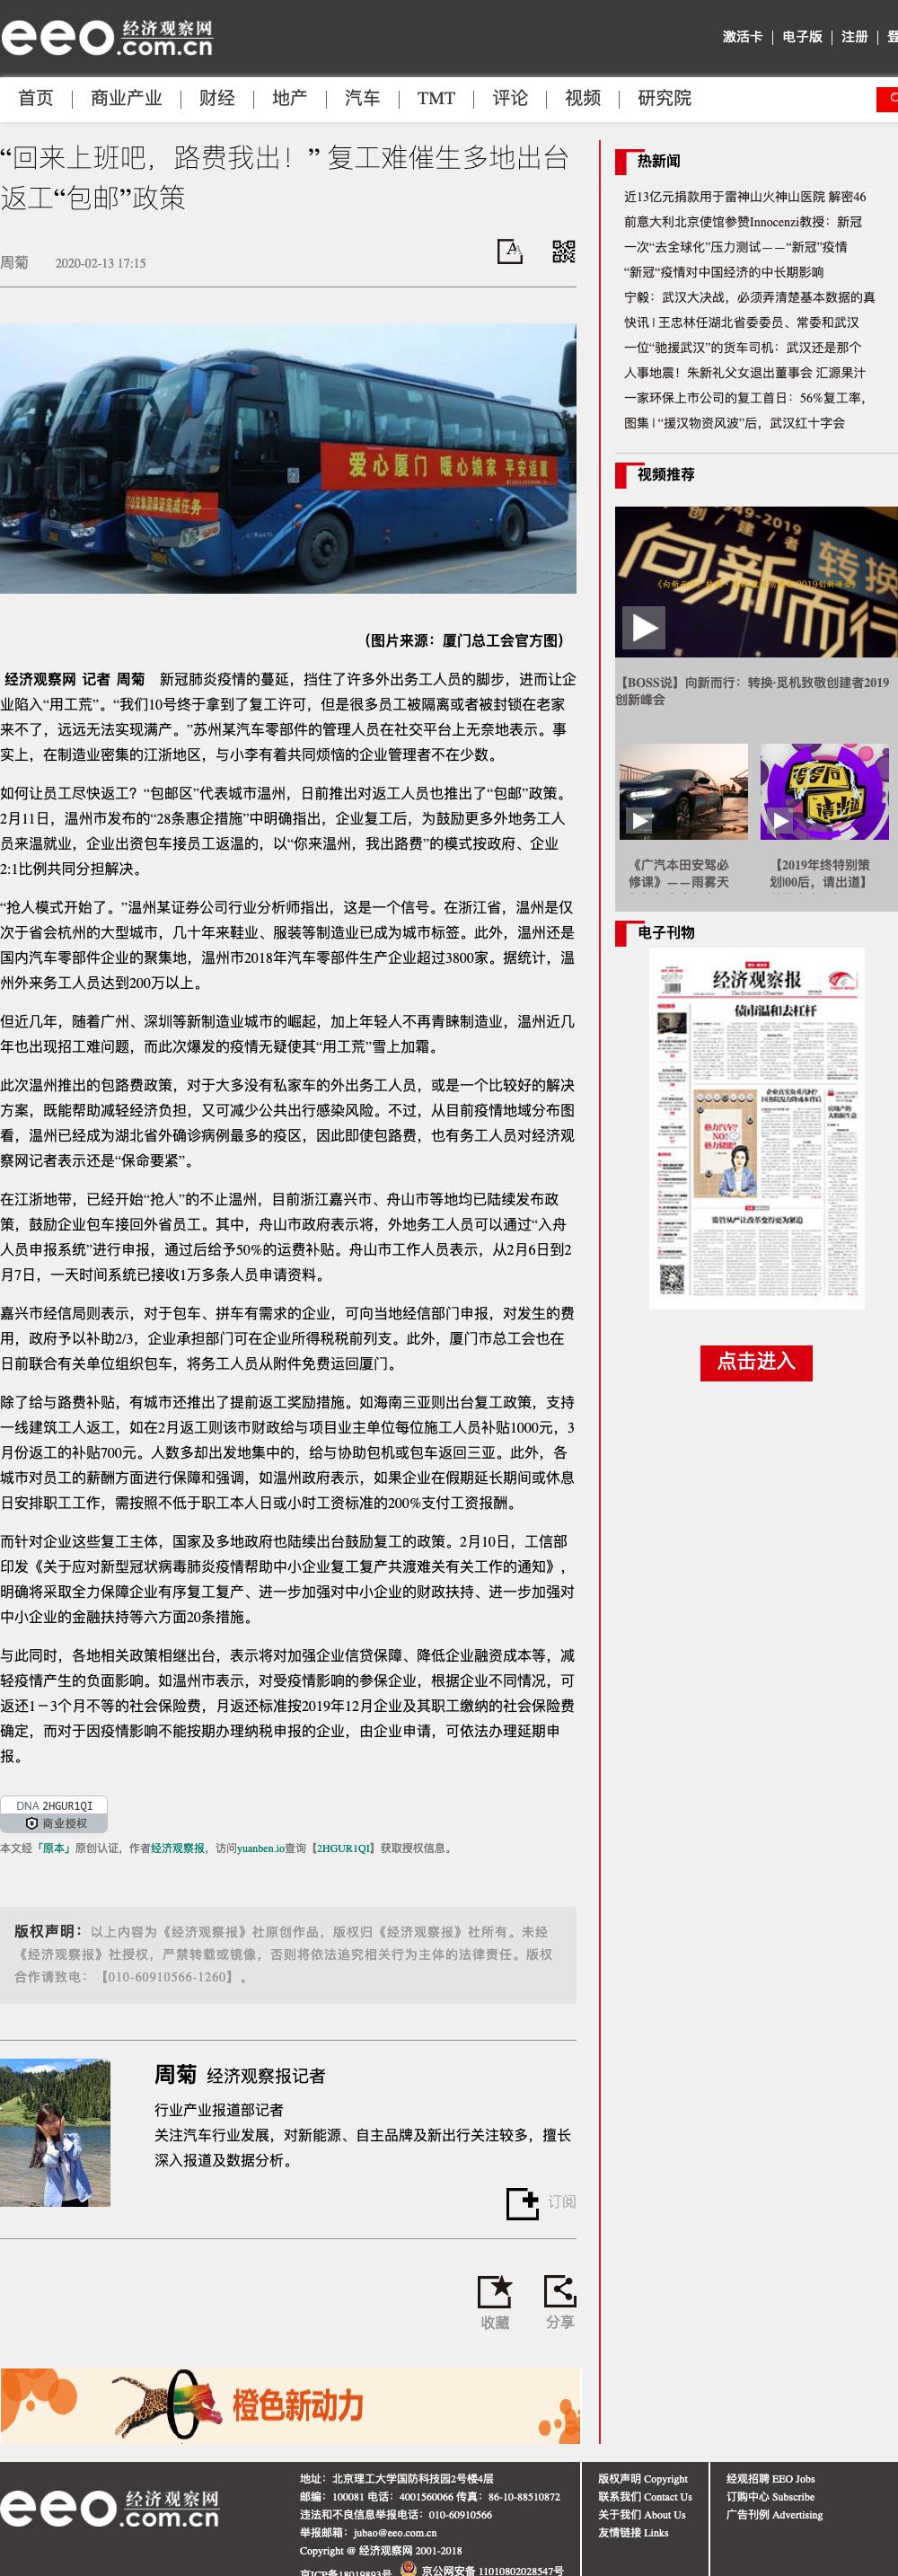 eeo 经济观察网
.com.cn
激活卡 | 电子版 | 注册 |
首页 | 商业产业 | 财经 | 地产 | 汽车 | TMT | 评论 | 视频 | 研究院
“回来上班吧，路费我出！” 复工难催生多地出台
返工“包邮”政策
周菊 2020-02-13 17:15
爱心厦门 暖心娘家 平安返厦
（图片来源：厦门总工会官方图）
经济观察网 记者 周菊 新冠肺炎疫情的蔓延，挡住了许多外出务工人员的脚步，进而让企
业陷入“用工荒”。“我们10号终于拿到了复工许可，但是很多员工被隔离或者被封锁在老家
来不了，远远无法实现满产。”苏州某汽车零部件的管理人员在社交平台上无奈地表示。事
实上，在制造业密集的江浙地区，与小李有着共同烦恼的企业管理者不在少数。
如何让员工尽快返工？“包邮区”代表城市温州，日前推出对返工人员也推出了“包邮”政策。
2月11日，温州市发布的“28条惠企措施”中明确指出，企业复工后，为鼓励更多外地务工人
员来温就业，企业出资包车接员工返温的，以“你来温州，我出路费”的模式按政府、企业
2:1比例共同分担解决。
“抢人模式开始了。”温州某证券公司行业分析师指出，这是一个信号。在浙江省，温州是仅
次于省会杭州的大型城市，几十年来鞋业、服装等制造业已成为城市标签。此外，温州还是
国内汽车零部件企业的聚集地，温州市2018年汽车零部件生产企业超过3800家。据统计，温
州外来务工人员达到200万以上。
但近几年，随着广州、深圳等新制造业城市的崛起，加上年轻人不再青睐制造业，温州近几
年也出现招工难问题，而此次爆发的疫情无疑使其“用工荒”雪上加霜。
此次温州推出的包路费政策，对于大多没有私家车的外出务工人员，或是一个比较好的解决
方案，既能帮助减轻经济负担，又可减少公共出行感染风险。不过，从目前疫情地域分布图
看，温州已经成为湖北省外确诊病例最多的疫区，因此即使包路费，也有务工人员对经济观
察网记者表示还是“保命要紧”。
在江浙地带，已经开始“抢人”的不止温州，目前浙江嘉兴市、舟山市等地均已陆续发布政
策，鼓励企业包车接回外省员工。其中，舟山市政府表示将，外地务工人员可以通过“入舟
人员申报系统”进行申报，通过后给予50%的运费补贴。舟山市工作人员表示，从2月6日到2
月7日，一天时间系统已接收1万多条人员申请资料。
嘉兴市经信局则表示，对于包车、拼车有需求的企业，可向当地经信部门申报，对发生的费
用，政府予以补助2/3，企业承担部门可在企业所得税税前列支。此外，厦门市总工会也在
日前联合有关单位组织包车，将务工人员从附件免费运回厦门。
除了给与路费补贴，有城市还推出了提前返工奖励措施。如海南三亚则出台复工政策，支持
一线建筑工人返工，如在2月返工则该市财政给与项目业主单位每位施工人员补贴1000元，3
月份返工的补贴700元。人数多却出发地集中的，给与协助包机或包车返回三亚。此外，各
城市对员工的薪酬方面进行保障和强调，如温州政府表示，如果企业在假期延长期间或休息
日安排职工工作，需按照不低于职工本人日或小时工资标准的200%支付工资报酬。
而针对企业这些复工主体，国家及多地政府也陆续出台鼓励复工的政策。2月10日，工信部
印发《关于应对新型冠状病毒肺炎疫情帮助中小企业复工复产共渡难关有关工作的通知》，
明确将采取全力保障企业有序复工复产、进一步加强对中小企业的财政扶持、进一步加强对
中小企业的金融扶持等六方面20条措施。
与此同时，各地相关政策相继出台，表示将对加强企业信贷保障、降低企业融资成本等，减
轻疫情产生的负面影响。如温州市表示，对受疫情影响的参保企业，根据企业不同情况，可
返还1－3个月不等的社会保险费，月返还标准按2019年12月企业及其职工缴纳的社会保险费
确定，而对于因疫情影响不能按期办理纳税申报的企业，由企业申请，可依法办理延期申
报。
DNA 2HGUR1QI
商业授权
本文经「原本」原创认证，作者经济观察报，访问yuanben.io查询【2HGUR1QI】获取授权信息。
版权声明：以上内容为《经济观察报》社原创作品，版权归《经济观察报》社所有。未经
《经济观察报》社授权，严禁转载或镜像，否则将依法追究相关行为主体的法律责任。版权
合作请致电：【010-60910566-1260】。
周菊 经济观察报记者
行业产业报道部记者
关注汽车行业发展，对新能源、自主品牌及新出行关注较多，擅长
深入报道及数据分析。
订阅
收藏 分享
橙色新动力
热新闻
近13亿元捐款用于雷神山火神山医院 解密46
前意大利北京使馆参赞Innocenzi教授：新冠
一次“去全球化”压力测试——“新冠”疫情
“新冠“疫情对中国经济的中长期影响
宁毅：武汉大决战，必须弄清楚基本数据的真
快讯 | 王忠林任湖北省委委员、常委和武汉
一位“驰援武汉”的货车司机：武汉还是那个
人事地震！朱新礼父女退出董事会 汇源果汁
一家环保上市公司的复工首日：56%复工率，
图集 | “援汉物资风波”后，武汉红十字会
视频推荐
向新而行
转换
【BOSS说】向新而行：转换·觅机致敬创建者2019
创新峰会
《广汽本田安驾必
修课》——雨雾天
【2019年终特别策
划|00后，请出道】
电子刊物
经济观察报
The Economic Observer
债市温和去杠杆
格力汽车?
NO!
格力储能
监管从严让改革变得更为紧迫
点击进入
eeo 经济观察网
.com.cn
地址：北京理工大学国防科技园2号楼4层
邮编：100081 电话：4001560066 传真：86-10-88510872
违法和不良信息举报电话：010-60910566
举报邮箱：jubao@eeo.com.cn
Copyright @ 经济观察网 2001-2018
京ICP备18019893号 京公网安备 11010802028547号
版权声明 Copyright
联系我们 Contact Us
关于我们 About Us
友情链接 Links
经观招聘 EEO Jobs
订购中心 Subscribe
广告刊例 Advertising